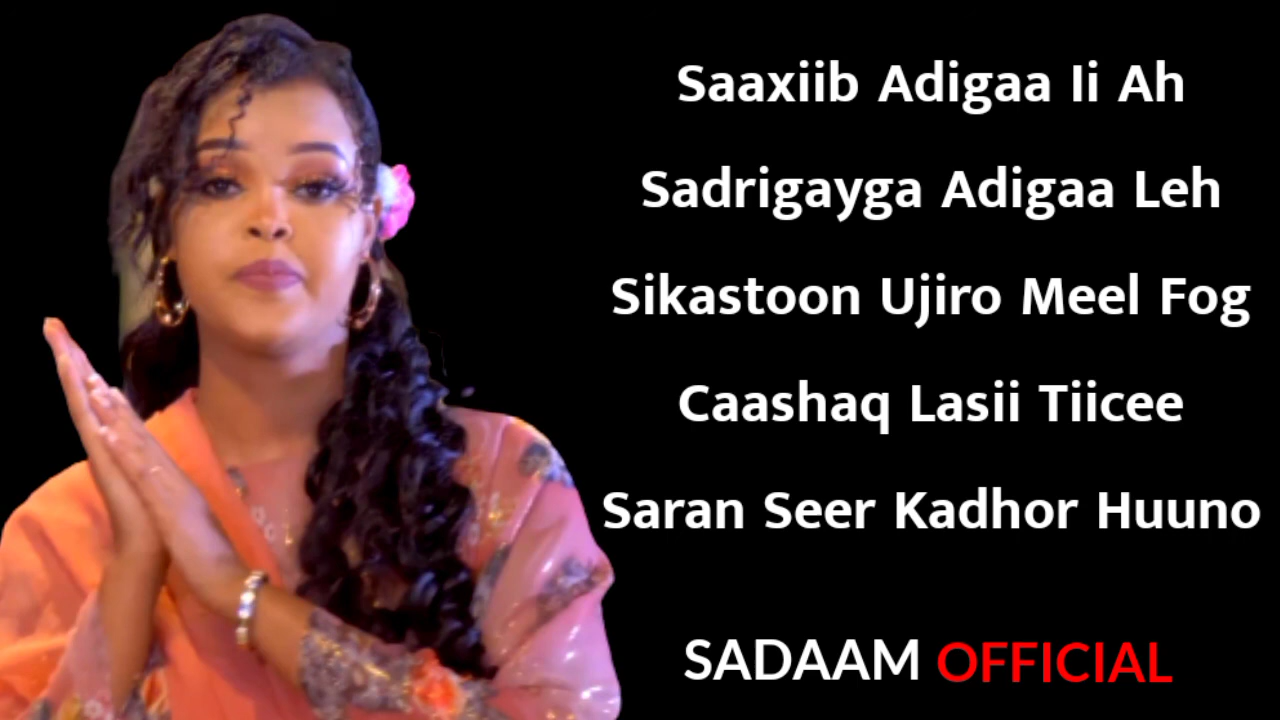 Saaxiib Adigaa Ii Ah
Sadrigayga Adigaa Leh
Sikastoon Ujiro Meel Fog
Caashaq Lasii Tiicee
Saran Seer Kadhor Huuno
SADAAM OFFICIAL